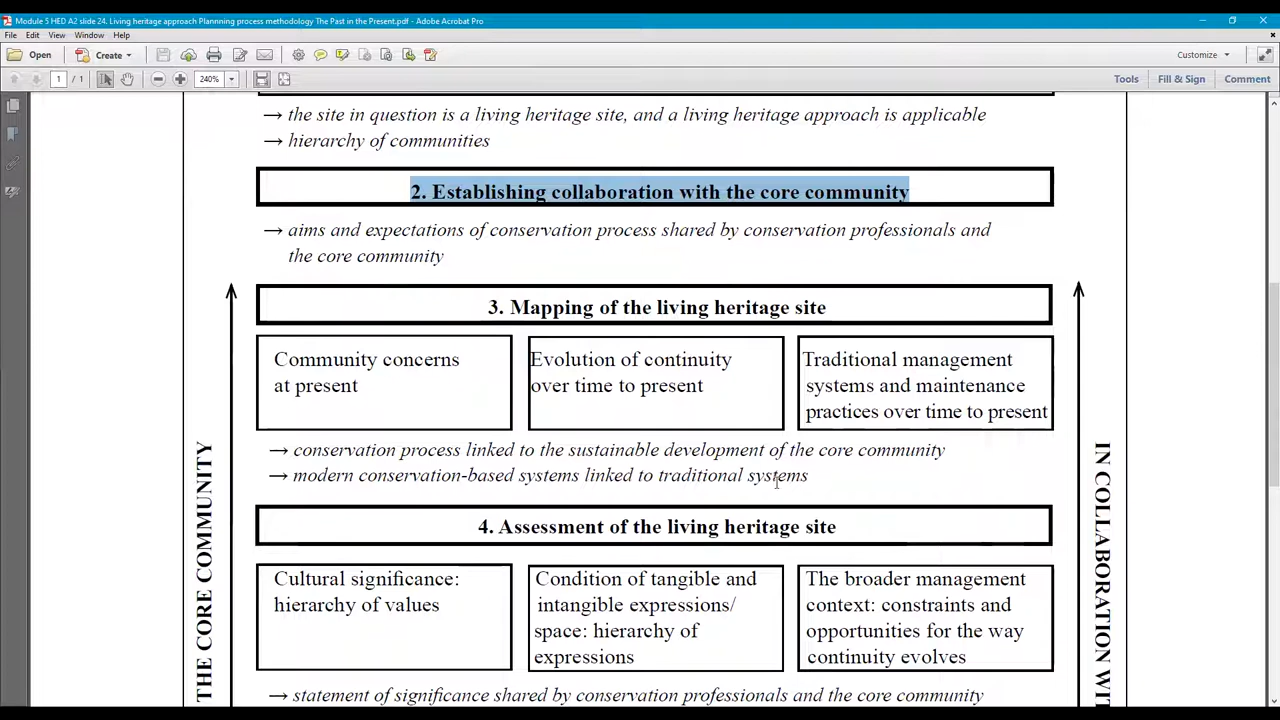 Module 5 HED A2 slide 24. Living heritage approach Plannning process methodology The Past in the Present.pdf - Adobe Acrobat Pro
File Edit View Window Help
Open Create Customize
1 / 1 240% Tools Fill & Sign Comment
→ the site in question is a living heritage site, and a living heritage approach is applicable
→ hierarchy of communities
2. Establishing collaboration with the core community
→ aims and expectations of conservation process shared by conservation professionals and
the core community
3. Mapping of the living heritage site
Community concerns
at present
Evolution of continuity
over time to present
Traditional management
systems and maintenance
practices over time to present
→ conservation process linked to the sustainable development of the core community
→ modern conservation-based systems linked to traditional systems
4. Assessment of the living heritage site
Cultural significance:
hierarchy of values
Condition of tangible and
intangible expressions/
space: hierarchy of
expressions
The broader management
context: constraints and
opportunities for the way
continuity evolves
→ statement of significance shared by conservation professionals and the core community
THE CORE COMMUNITY
IN COLLABORATION WI